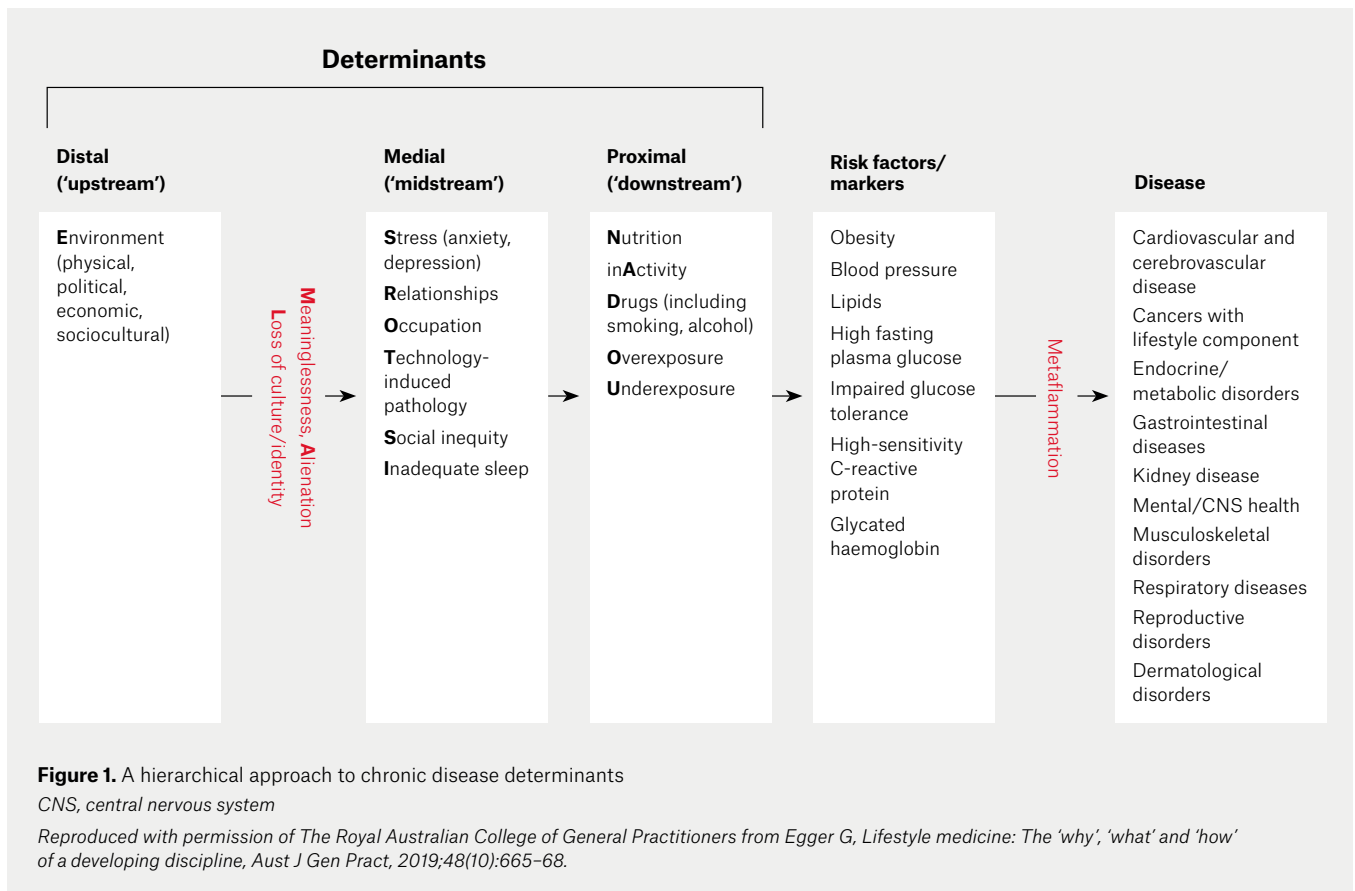 Determinants
Distal
(‘upstream’)
Environment
(physical,
political,
economic,
sociocultural)
Meaninglessness, Alienation
Loss of culture/identity
Medial
(‘midstream’)
Stress (anxiety,
depression)
Relationships
Occupation
Technology-
induced
pathology
Social inequity
Inadequate sleep
Proximal
(‘downstream’)
Nutrition
inActivity
Drugs (including
smoking, alcohol)
Overexposure
Underexposure
Risk factors/
markers
Obesity
Blood pressure
Lipids
High fasting
plasma glucose
Impaired glucose
tolerance
High-sensitivity
C-reactive
protein
Glycated
haemoglobin
Metaflammation
Disease
Cardiovascular and
cerebrovascular
disease
Cancers with
lifestyle component
Endocrine/
metabolic disorders
Gastrointestinal
diseases
Kidney disease
Mental/CNS health
Musculoskeletal
disorders
Respiratory diseases
Reproductive
disorders
Dermatological
disorders
Figure 1. A hierarchical approach to chronic disease determinants
CNS, central nervous system
Reproduced with permission of The Royal Australian College of General Practitioners from Egger G, Lifestyle medicine: The ‘why’, ‘what’ and ‘how’
of a developing discipline, Aust J Gen Pract, 2019;48(10):665–68.